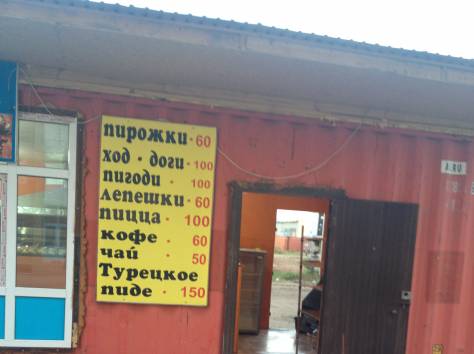 пирожки · 60
ход · доги · 100
пигоди · 100
лепешки · 60
пицца · 100
кофе · 60
чай · 50
Турецкое
пиде · 150